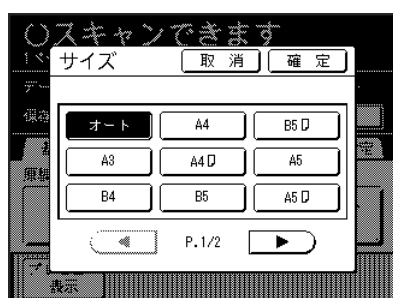 スキャンできます
サイズ 取 消 確 定
オート A4 B5
A3 A4 A5
B4 B5 A5
P.1/2
表示